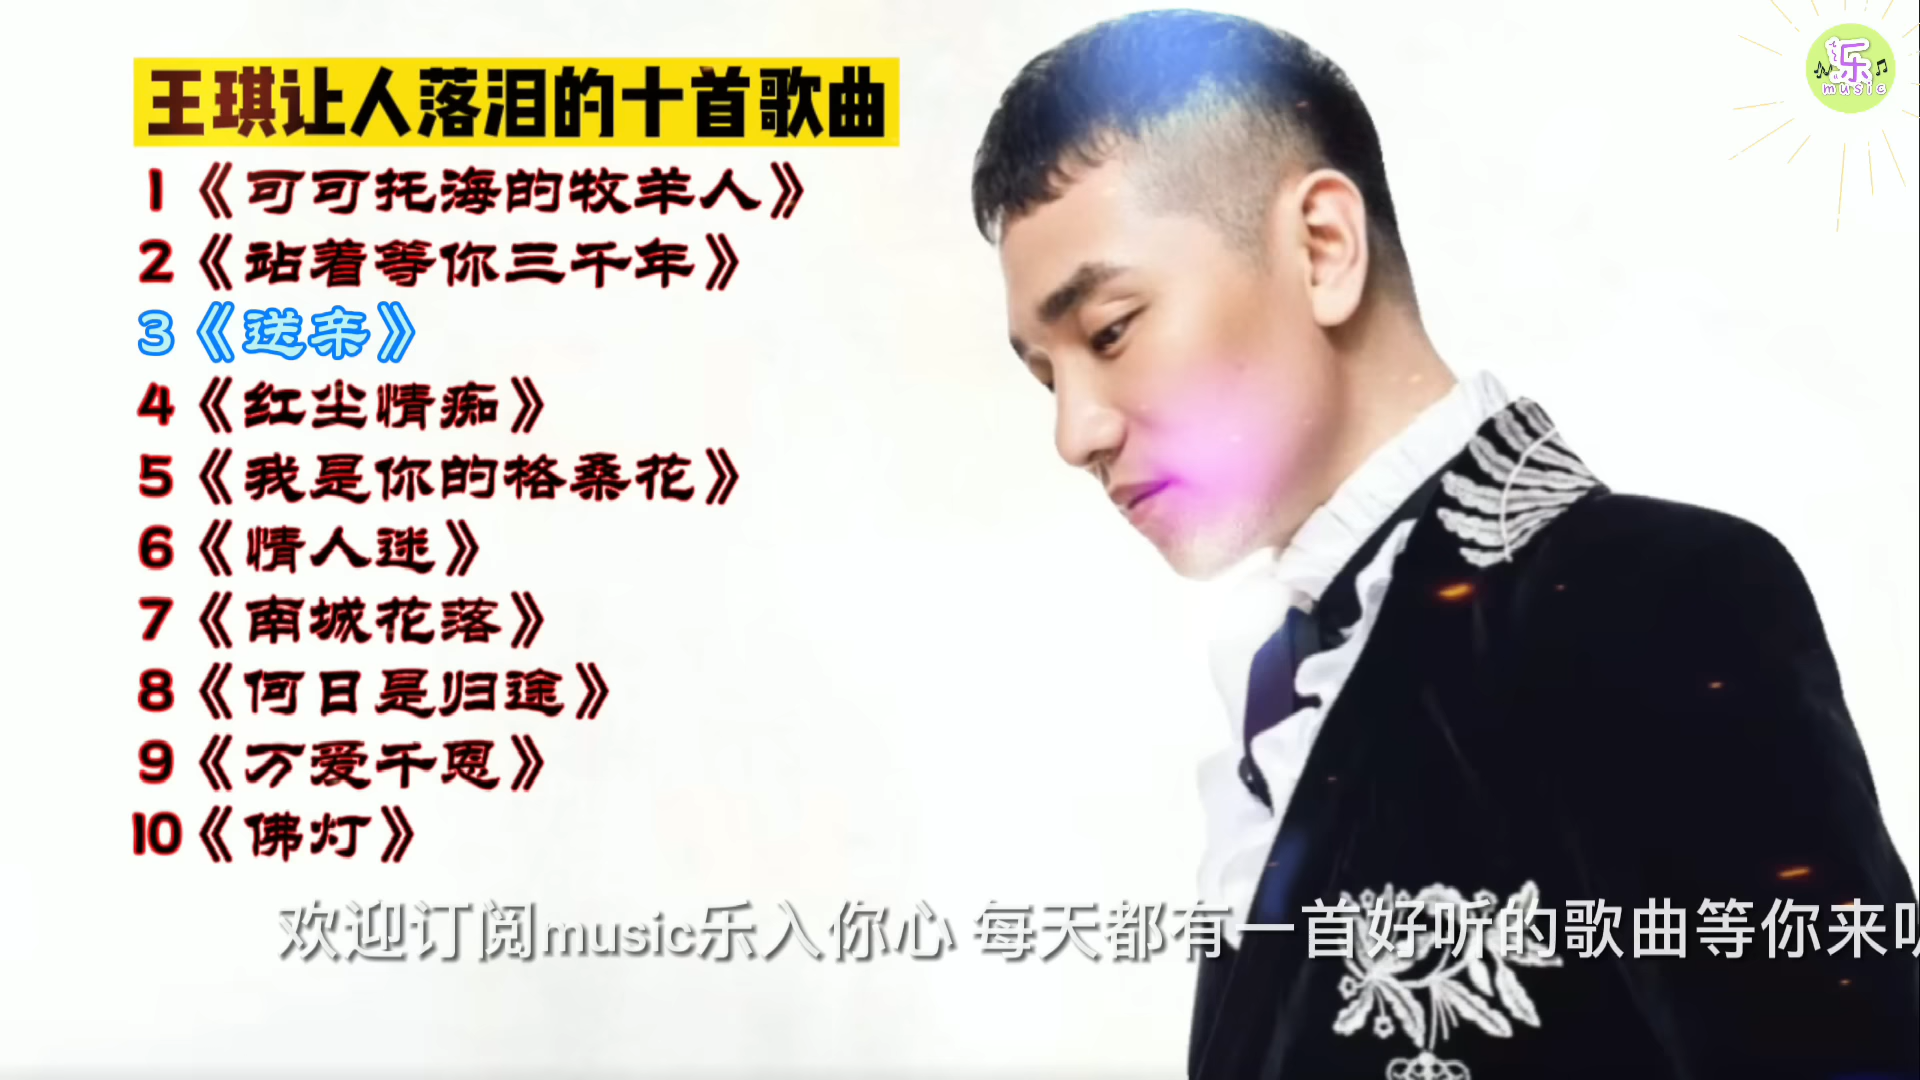 王琪让人落泪的十首歌曲
乐
music
1《可可托海的牧羊人》
2《站着等你三千年》
3《送亲》
4《红尘情痴》
5《我是你的格桑花》
6《情人迷》
7《南城花落》
8《何日是归途》
9《万爱千恩》
10《佛灯》
欢迎订阅music乐入你心 每天都有一首好听的歌曲等你来